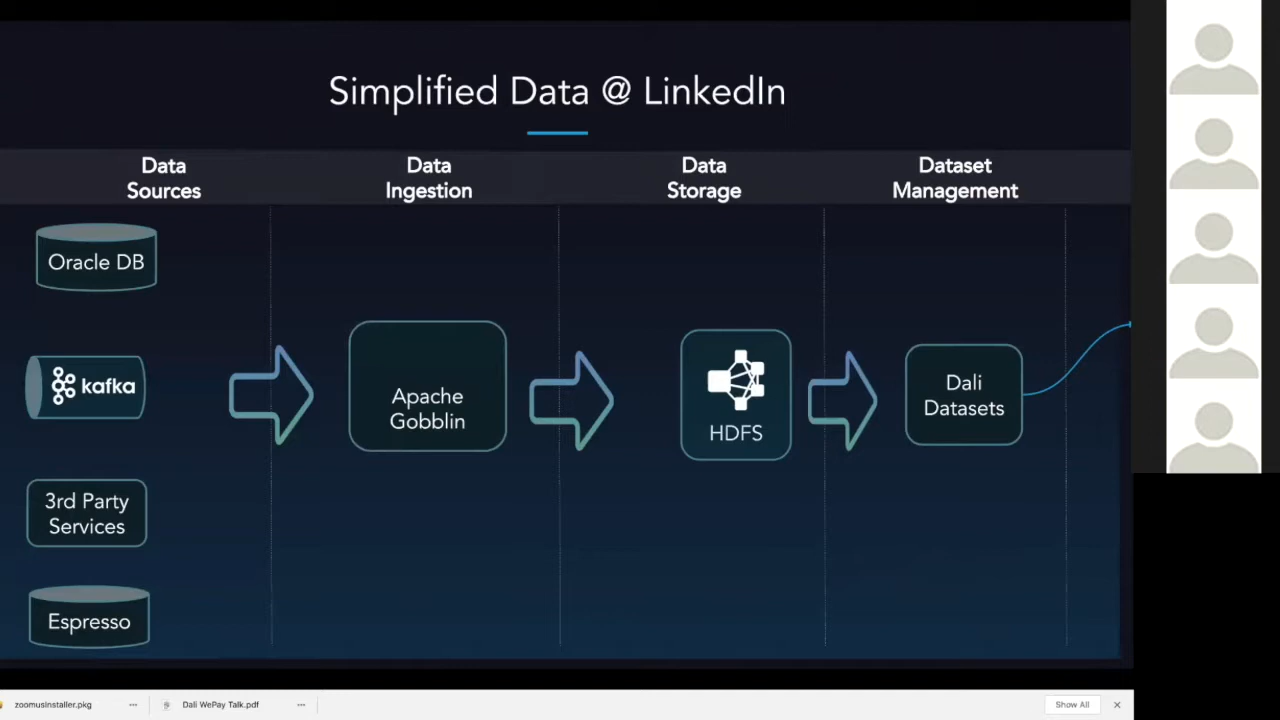 Simplified Data @ LinkedIn
Data
Sources
Data
Ingestion
Data
Storage
Dataset
Management
Oracle DB
kafka
3rd Party
Services
Espresso
Apache
Gobblin
HDFS
Dali
Datasets
zoomusinstaller.pkg
Dali WePay Talk.pdf
Show All